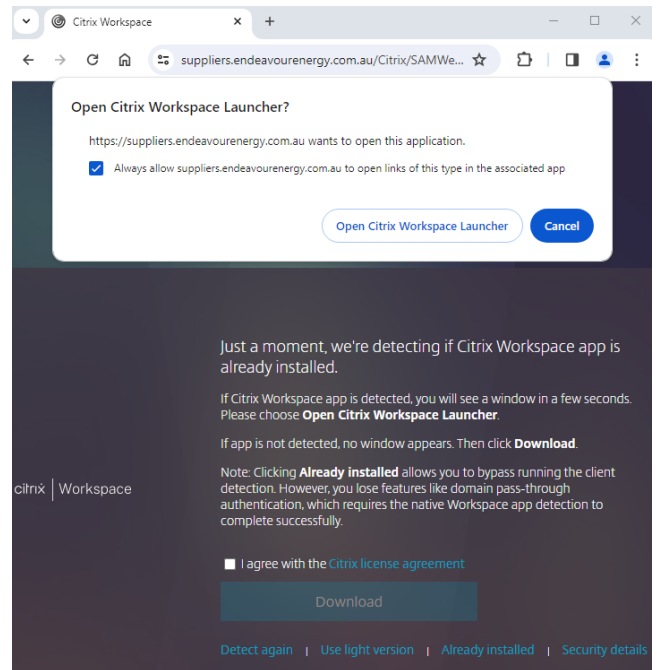 Citrix Workspace
suppliers.endeavourenergy.com.au/Citrix/SAMWe...
Open Citrix Workspace Launcher?
https://suppliers.endeavourenergy.com.au wants to open this application.
Always allow suppliers.endeavourenergy.com.au to open links of this type in the associated app
Open Citrix Workspace Launcher
Cancel
Just a moment, we're detecting if Citrix Workspace app is
already installed.
If Citrix Workspace app is detected, you will see a window in a few seconds.
Please choose Open Citrix Workspace Launcher.
If app is not detected, no window appears. Then click Download.
Note: Clicking Already installed allows you to bypass running the client
detection. However, you lose features like domain pass-through
authentication, which requires the native Workspace app detection to
complete successfully.
citrix | Workspace
I agree with the Citrix license agreement
Download
Detect again | Use light version | Already installed | Security details